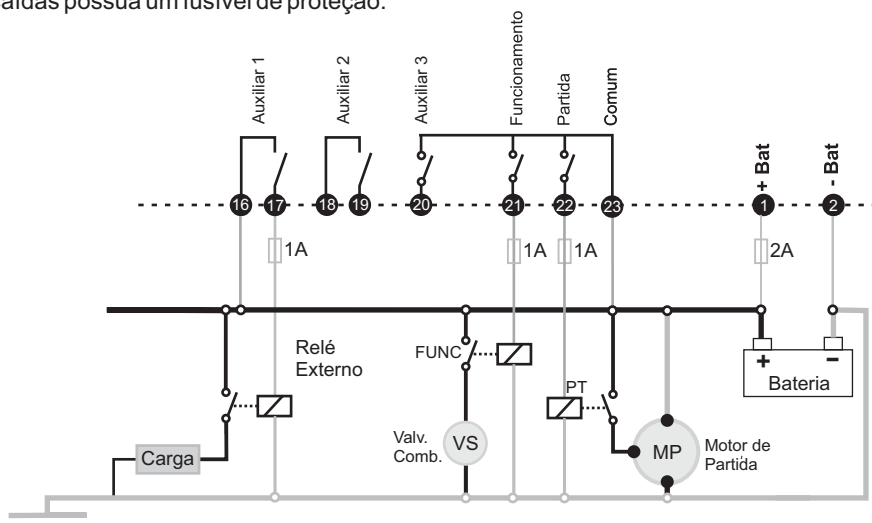 saídas possua um fusível de proteção.
Auxiliar 1
Auxiliar 2
Auxiliar 3
Funcionamento
Partida
Comum
+ Bat
- Bat
16
17
18
19
20
21
22
23
1
2
1A
1A
1A
2A
Relé
Externo
FUNC
PT
+
−
Bateria
Carga
Valv.
Comb.
VS
MP
Motor de
Partida